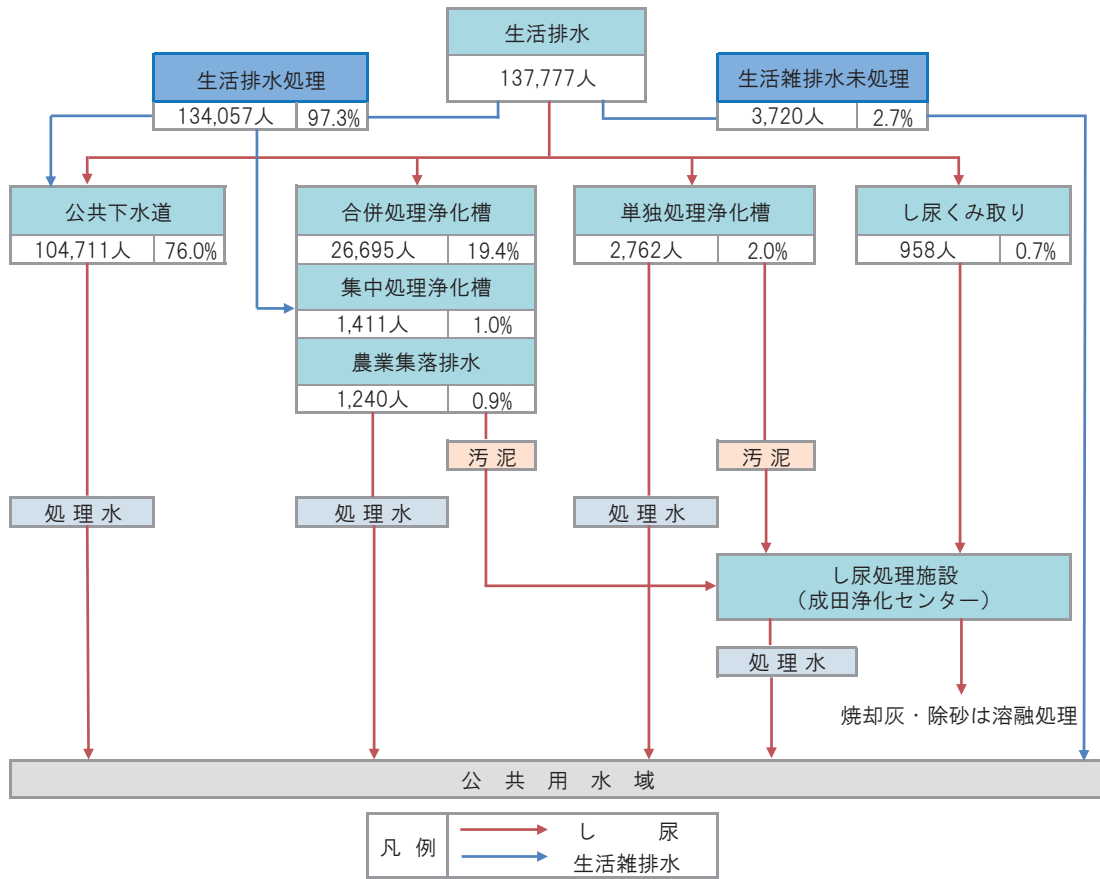 生活排水
137,777人
生活排水処理
134,057人 97.3%
生活雑排水未処理
3,720人 2.7%
公共下水道
104,711人 76.0%
合併処理浄化槽
26,695人 19.4%
集中処理浄化槽
1,411人 1.0%
農業集落排水
1,240人 0.9%
単独処理浄化槽
2,762人 2.0%
し尿くみ取り
958人 0.7%
汚泥
汚泥
処理水
処理水
処理水
し尿処理施設
（成田浄化センター）
処理水
焼却灰・除砂は溶融処理
公共用水域
凡例
し尿
生活雑排水